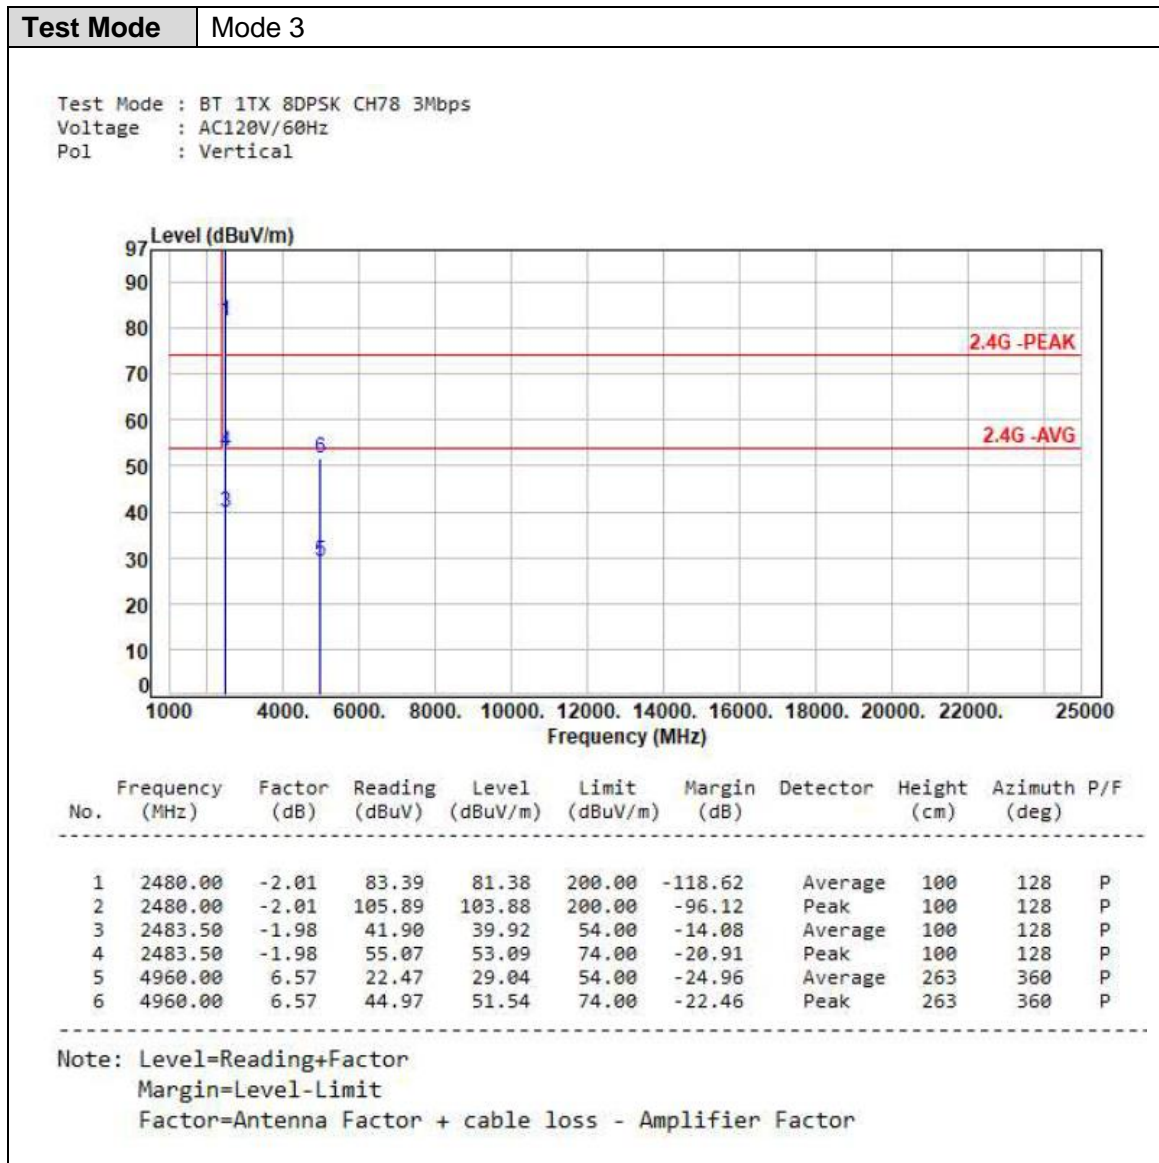 Test Mode Mode 3
Test Mode : BT 1TX 8DPSK CH78 3Mbps
Voltage : AC120V/60Hz
Pol : Vertical
97 Level (dBuV/m)
90
1
80
2.4G -PEAK
70
60
4 6 2.4G -AVG
50
3
40
5
30
20
10
0
1000 4000. 6000. 8000. 10000. 12000. 14000. 16000. 18000. 20000. 22000. 25000
Frequency (MHz)
Frequency Factor Reading Level Limit Margin Detector Height Azimuth P/F
No. (MHz) (dB) (dBuV) (dBuV/m) (dBuV/m) (dB) (cm) (deg)
1 2480.00 -2.01 83.39 81.38 200.00 -118.62 Average 100 128 P
2 2480.00 -2.01 105.89 103.88 200.00 -96.12 Peak 100 128 P
3 2483.50 -1.98 41.90 39.92 54.00 -14.08 Average 100 128 P
4 2483.50 -1.98 55.07 53.09 74.00 -20.91 Peak 100 128 P
5 4960.00 6.57 22.47 29.04 54.00 -24.96 Average 263 360 P
6 4960.00 6.57 44.97 51.54 74.00 -22.46 Peak 263 360 P
Note: Level=Reading+Factor
Margin=Level-Limit
Factor=Antenna Factor + cable loss - Amplifier Factor